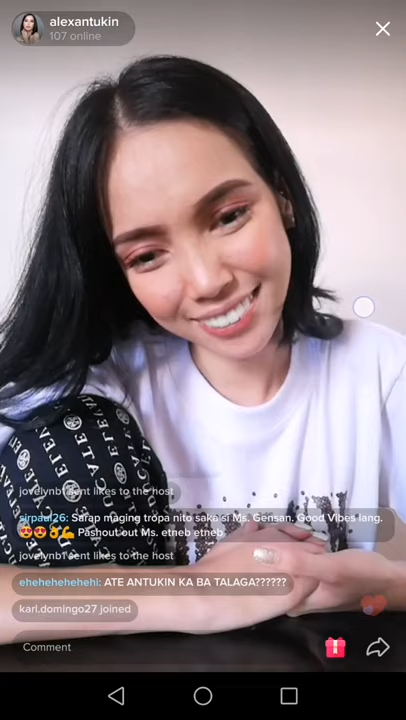 alexantukin
107 online
jovelynb1 sent likes to the host
sirpaul26: Sarap maging tropa nito saka si Ms. Gensan. Good Vibes lang.
😍😍👌💪 Pashout out Ms. etneb etneb
jovelynb1 sent likes to the host
ehehehehehehi: ATE ANTUKIN KA BA TALAGA??????
karl.domingo27 joined
Comment